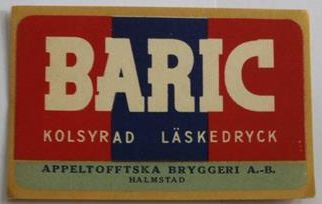 BARIC
KOLSYRAD LÄSKEDRYCK
APPELTOFFTSKA BRYGGERI A.-B.
HALMSTAD